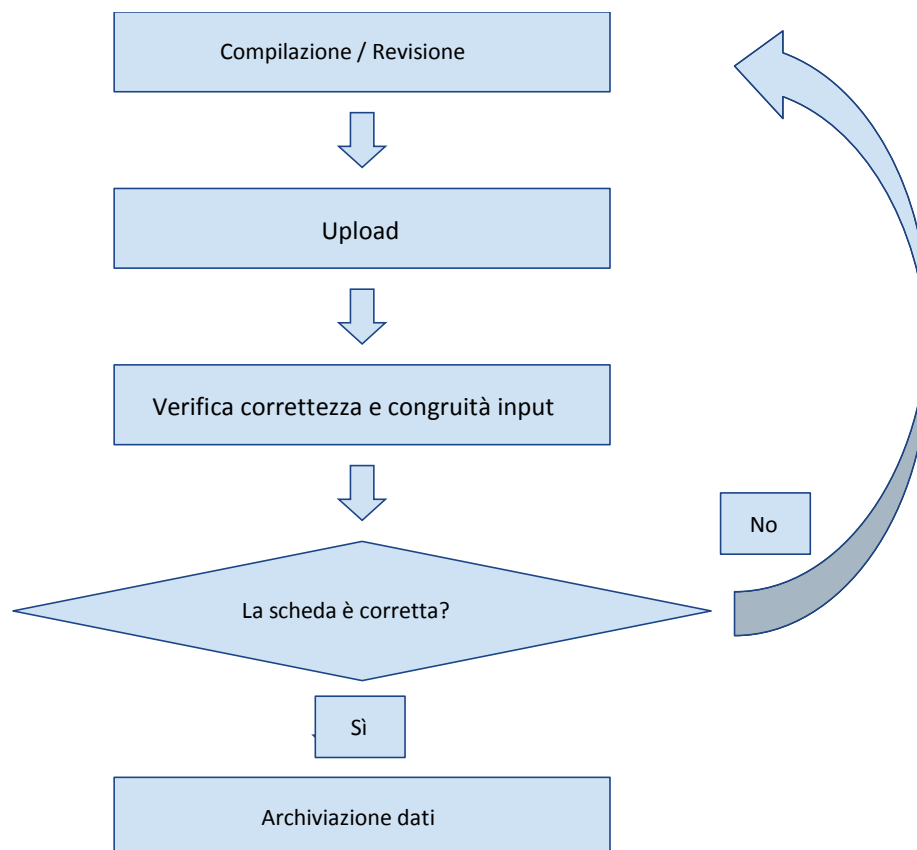 Compilazione / Revisione
Upload
Verifica correttezza e congruità input
No
La scheda è corretta?
Sì
Archiviazione dati